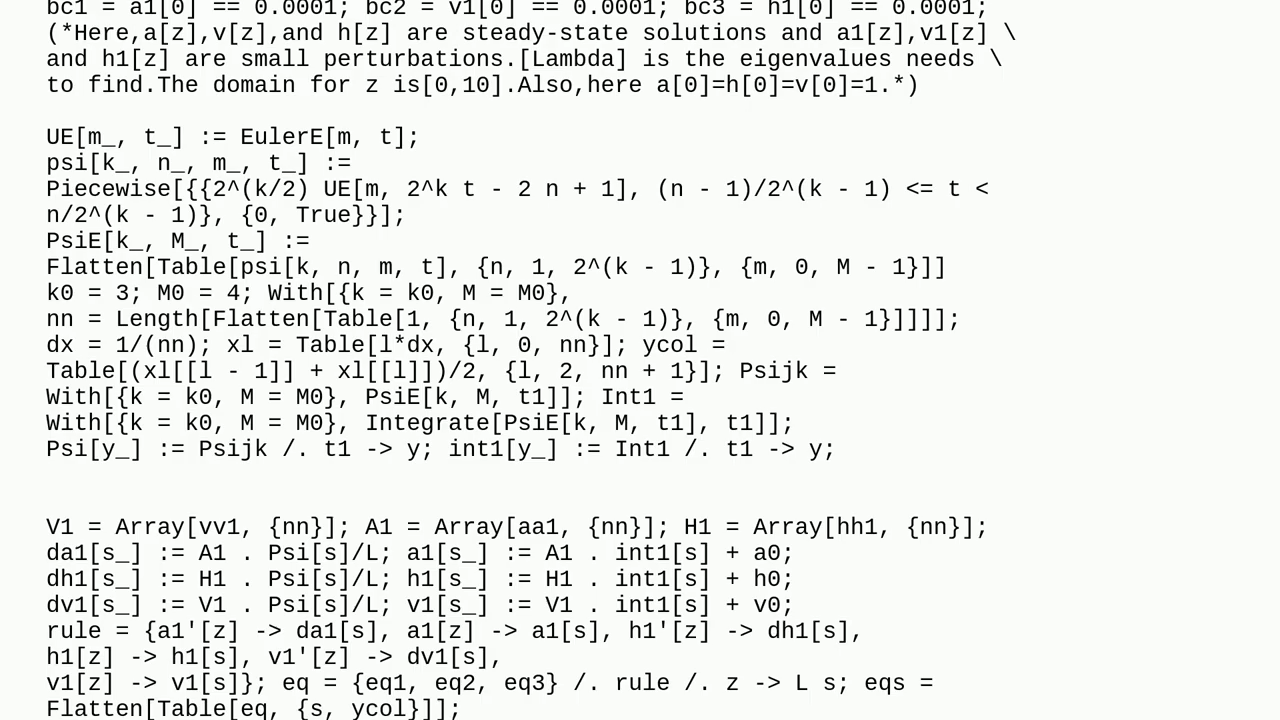 bc1 = a1[0] == 0.0001; bc2 = v1[0] == 0.0001; bc3 = h1[0] == 0.0001;
(*Here,a[z],v[z],and h[z] are steady-state solutions and a1[z],v1[z] \
and h1[z] are small perturbations.[Lambda] is the eigenvalues needs \
to find.The domain for z is[0,10].Also,here a[0]=h[0]=v[0]=1.*)
UE[m_, t_] := EulerE[m, t];
psi[k_, n_, m_, t_] :=
Piecewise[{{2^(k/2) UE[m, 2^k t - 2 n + 1], (n - 1)/2^(k - 1) <= t <
n/2^(k - 1)}, {0, True}}];
PsiE[k_, M_, t_] :=
Flatten[Table[psi[k, n, m, t], {n, 1, 2^(k - 1)}, {m, 0, M - 1}]]
k0 = 3; M0 = 4; With[{k = k0, M = M0},
nn = Length[Flatten[Table[1, {n, 1, 2^(k - 1)}, {m, 0, M - 1}]]]];
dx = 1/(nn); xl = Table[l*dx, {l, 0, nn}]; ycol =
Table[(xl[[l - 1]] + xl[[l]])/2, {l, 2, nn + 1}]; Psijk =
With[{k = k0, M = M0}, PsiE[k, M, t1]]; Int1 =
With[{k = k0, M = M0}, Integrate[PsiE[k, M, t1], t1]];
Psi[y_] := Psijk /. t1 -> y; int1[y_] := Int1 /. t1 -> y;
V1 = Array[vv1, {nn}]; A1 = Array[aa1, {nn}]; H1 = Array[hh1, {nn}];
da1[s_] := A1 . Psi[s]/L; a1[s_] := A1 . int1[s] + a0;
dh1[s_] := H1 . Psi[s]/L; h1[s_] := H1 . int1[s] + h0;
dv1[s_] := V1 . Psi[s]/L; v1[s_] := V1 . int1[s] + v0;
rule = {a1'[z] -> da1[s], a1[z] -> a1[s], h1'[z] -> dh1[s],
h1[z] -> h1[s], v1'[z] -> dv1[s],
v1[z] -> v1[s]}; eq = {eq1, eq2, eq3} /. rule /. z -> L s; eqs =
Flatten[Table[eq, {s, ycol}]];